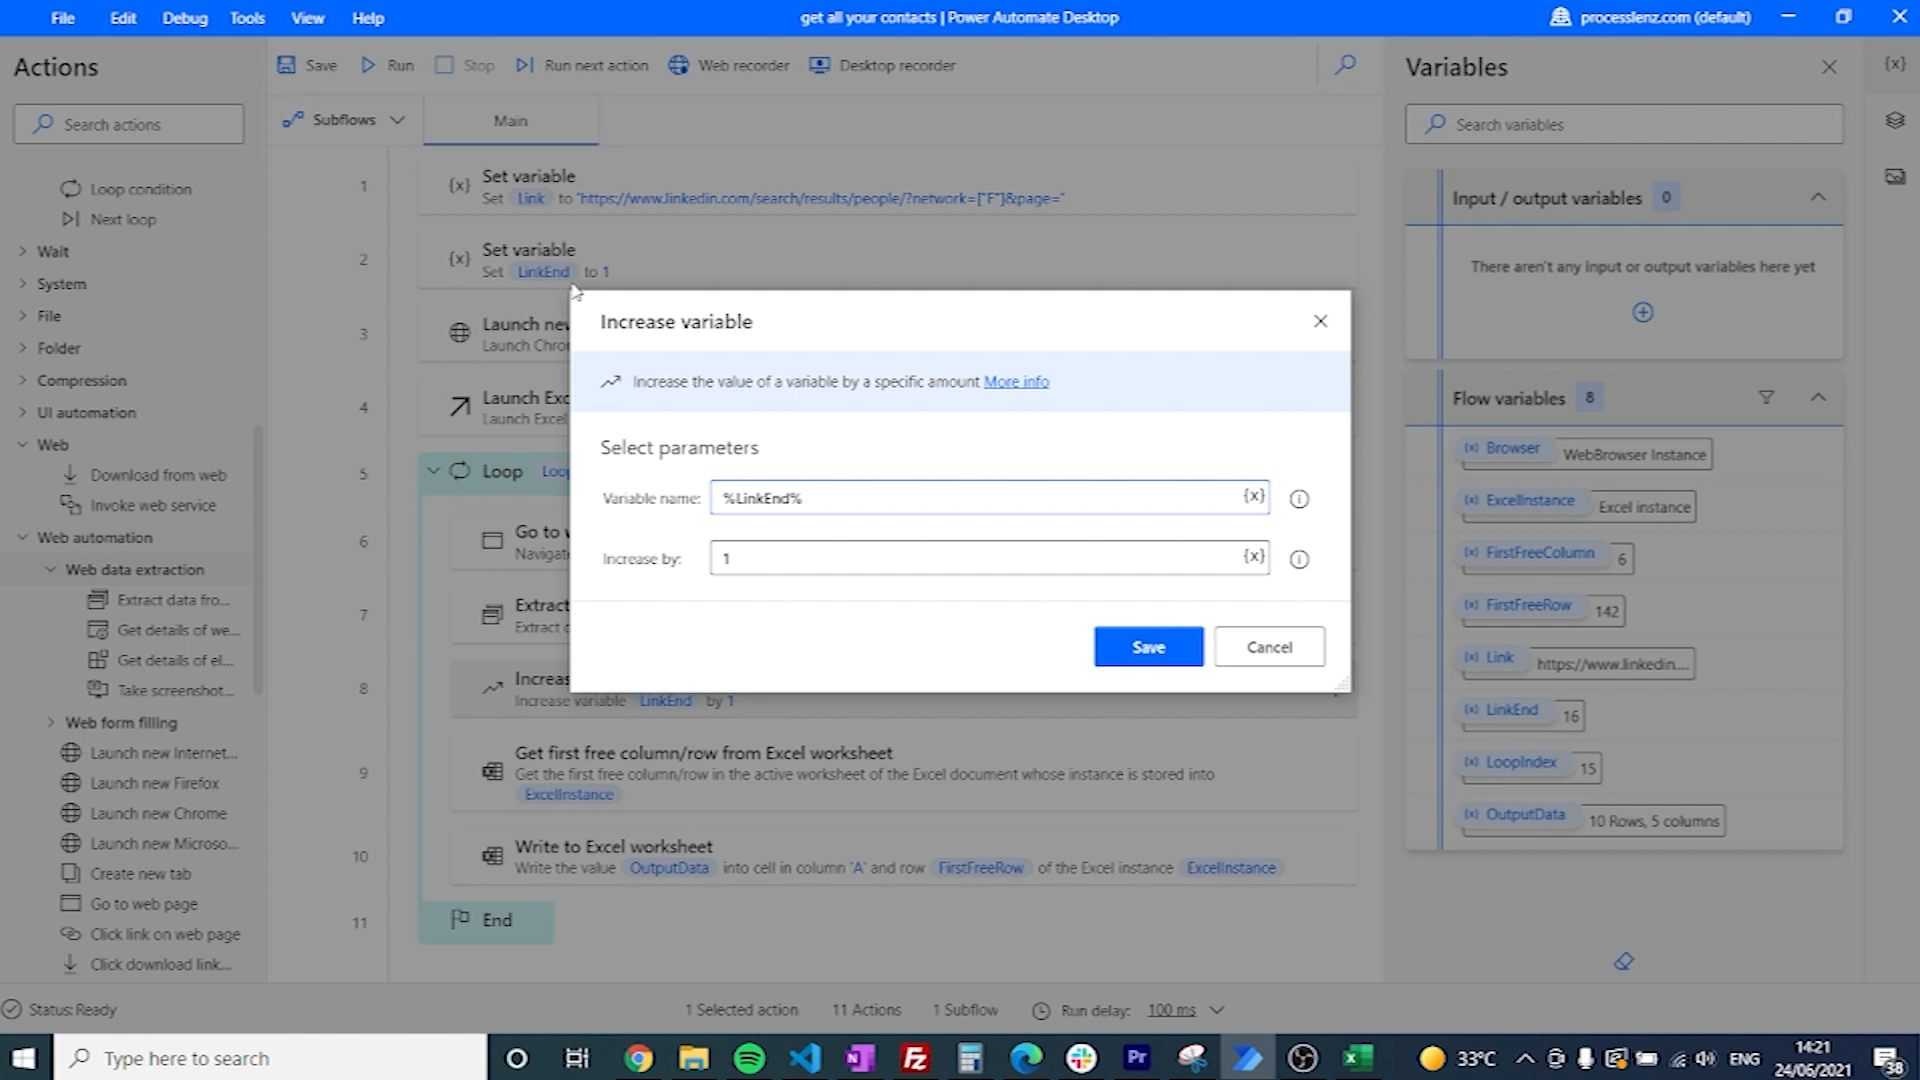 File Edit Debug Tools View Help
get all your contacts | Power Automate Desktop
processlenz.com (default)
Actions
Search actions
Loop condition
Next loop
Wait
System
File
Folder
Compression
UI automation
Web
Download from web
Invoke web service
Web automation
Web data extraction
Extract data fro...
Get details of we...
Get details of el...
Take screenshot...
Web form filling
Launch new Internet...
Launch new Firefox
Launch new Chrome
Launch new Microso...
Create new tab
Go to web page
Click link on web page
Click download link...
Save Run Stop Run next action Web recorder Desktop recorder
Subflows Main
1 {x} Set variable
Set Link to 'https://www.linkedin.com/search/results/people/?network=["F"]&page='
2 {x} Set variable
Set LinkEnd to 1
3 Launch new
Launch Chro
4 Launch Exc
Launch Excel
5 Loop Loo
6 Go to
Navigate
7 Extract
Extract
8 Increas
Increase variable LinkEnd by 1
9 Get first free column/row from Excel worksheet
Get the first free column/row in the active worksheet of the Excel document whose instance is stored into
ExcelInstance
10 Write to Excel worksheet
Write the value OutputData into cell in column 'A' and row FirstFreeRow of the Excel instance ExcelInstance
11 End
Increase variable
Increase the value of a variable by a specific amount More info
Select parameters
Variable name: %LinkEnd% {x}
Increase by: 1 {x}
Save Cancel
Variables
{x}
Search variables
Input / output variables 0
There aren't any input or output variables here yet
Flow variables 8
(x) Browser WebBrowser Instance
(x) ExcelInstance Excel instance
(x) FirstFreeColumn 6
(x) FirstFreeRow 142
(x) Link https://www.linkedin....
(x) LinkEnd 16
(x) LoopIndex 15
(x) OutputData 10 Rows, 5 columns
Status: Ready
1 Selected action 11 Actions 1 Subflow Run delay: 100 ms
Type here to search
33°C ENG
14:21
24/06/2021
38